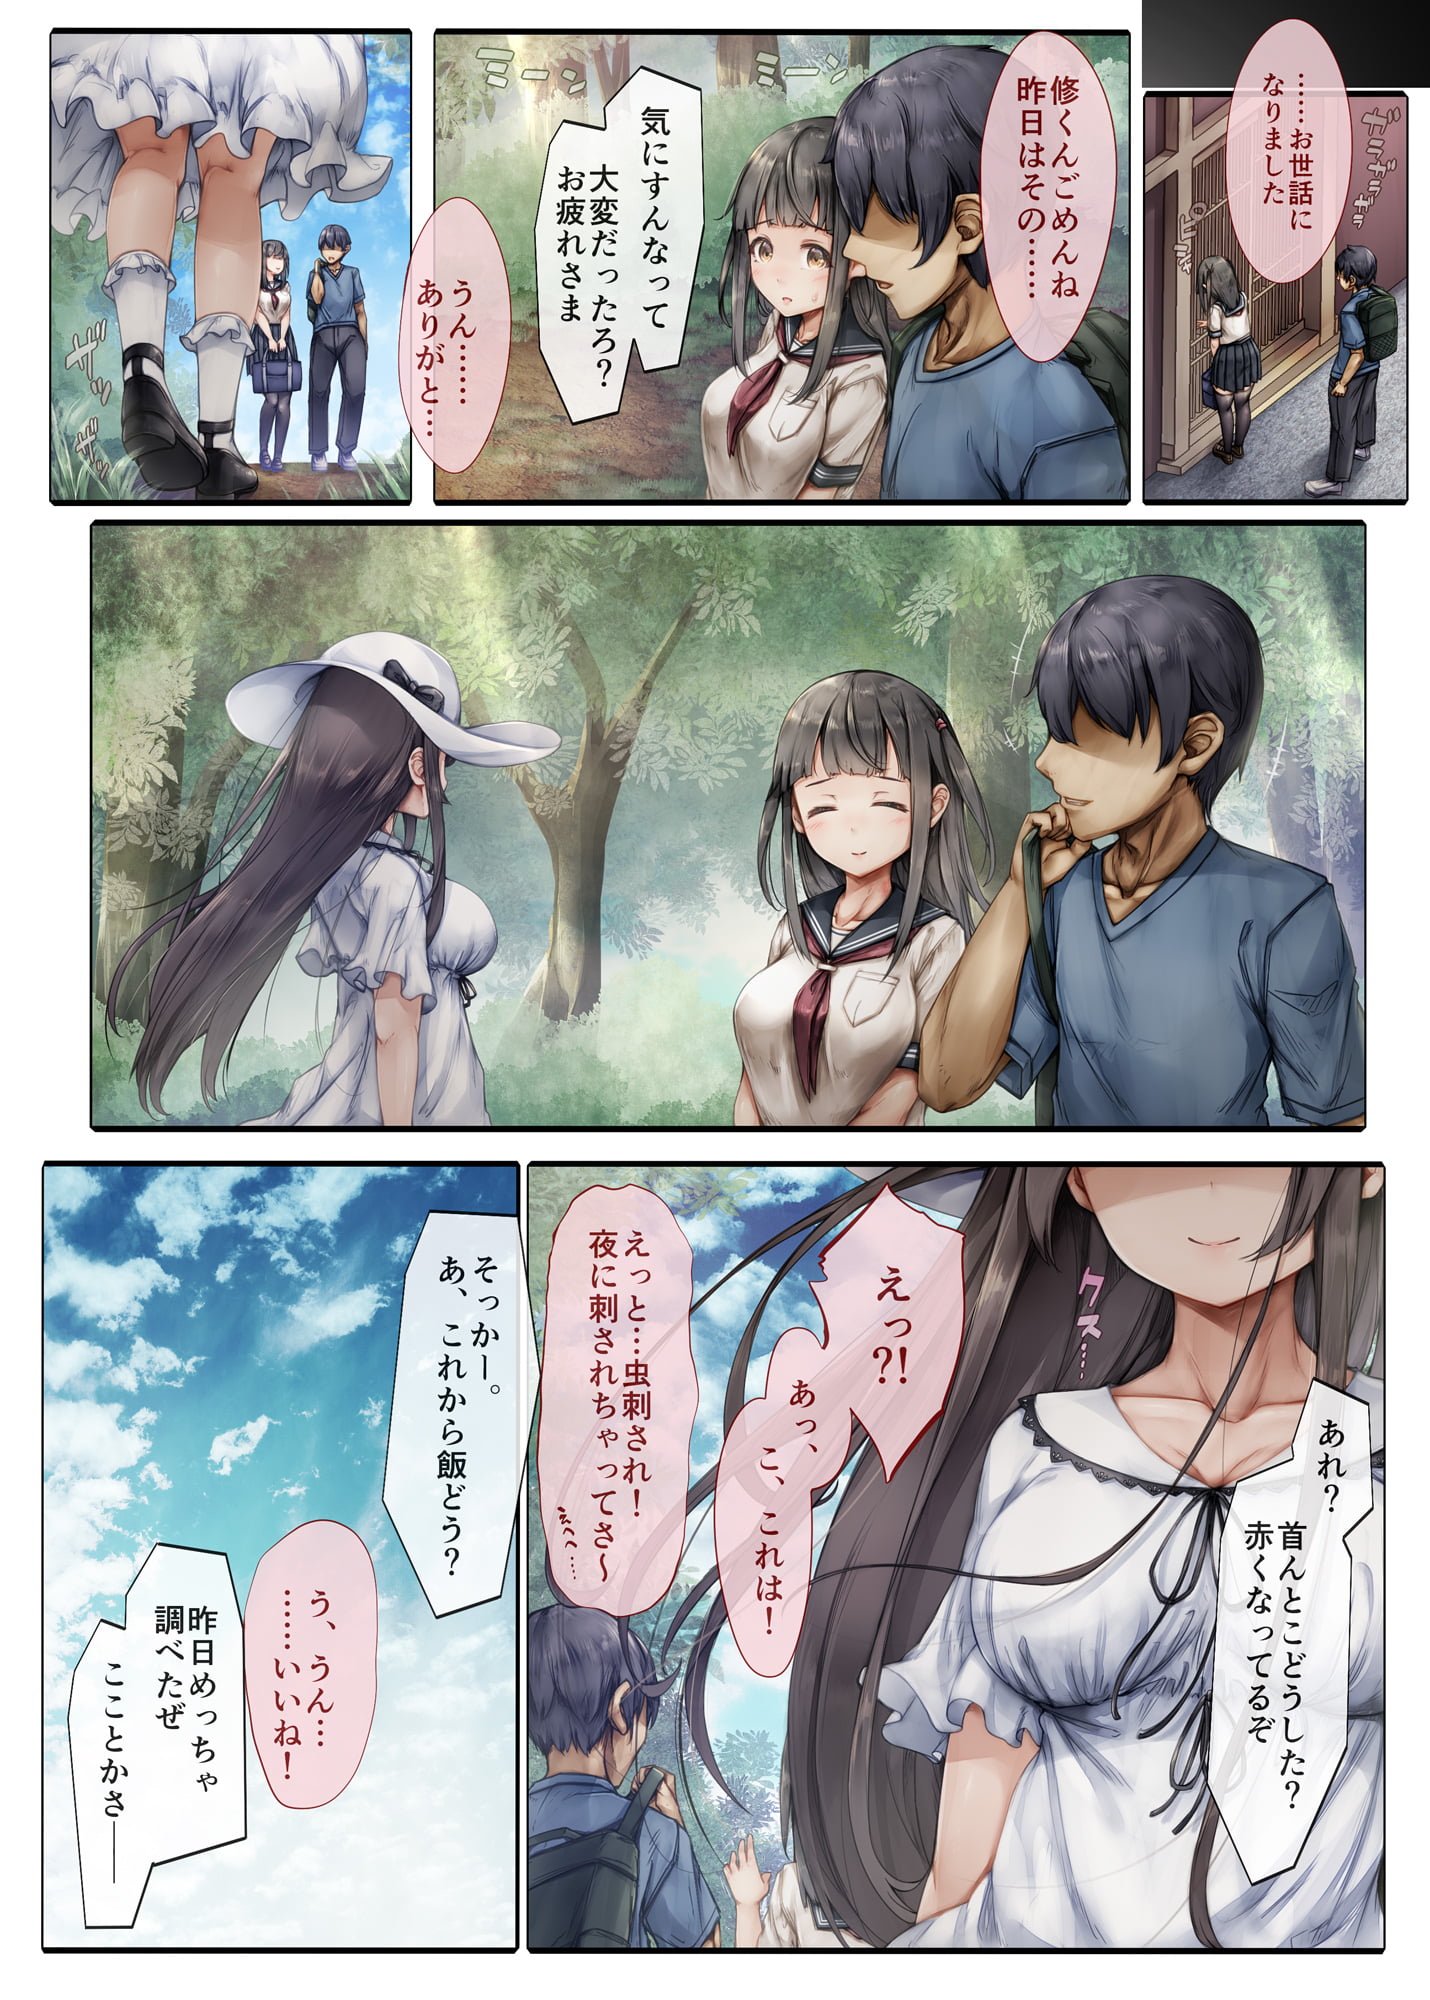 ……お世話に
なりました
ガラガラガラ
ピシャ
修くんごめんね
昨日はその……
ミーン
ミーン
気にすんなって
大変だったろ？
お疲れさま
うん……
ありがと…
ザッ
ザッ
あれ？
首んとこどうした？
赤くなってるぞ
クス…
えっ?!
あっ、
こ、これは！
えっと…虫刺され！
夜に刺されちゃってさ〜
そっかー。
あ、これから飯どう？
う、うん…
……いいね！
昨日めっちゃ
調べたぜ
こことかさ──